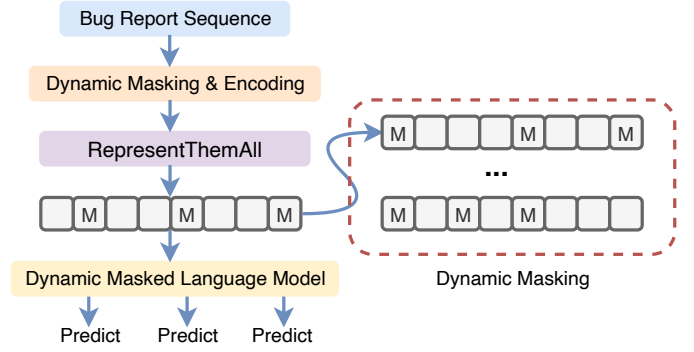 Bug Report Sequence
Dynamic Masking & Encoding
RepresentThemAll
M M M
M M M
...
M M M
Dynamic Masked Language Model
Dynamic Masking
Predict Predict Predict